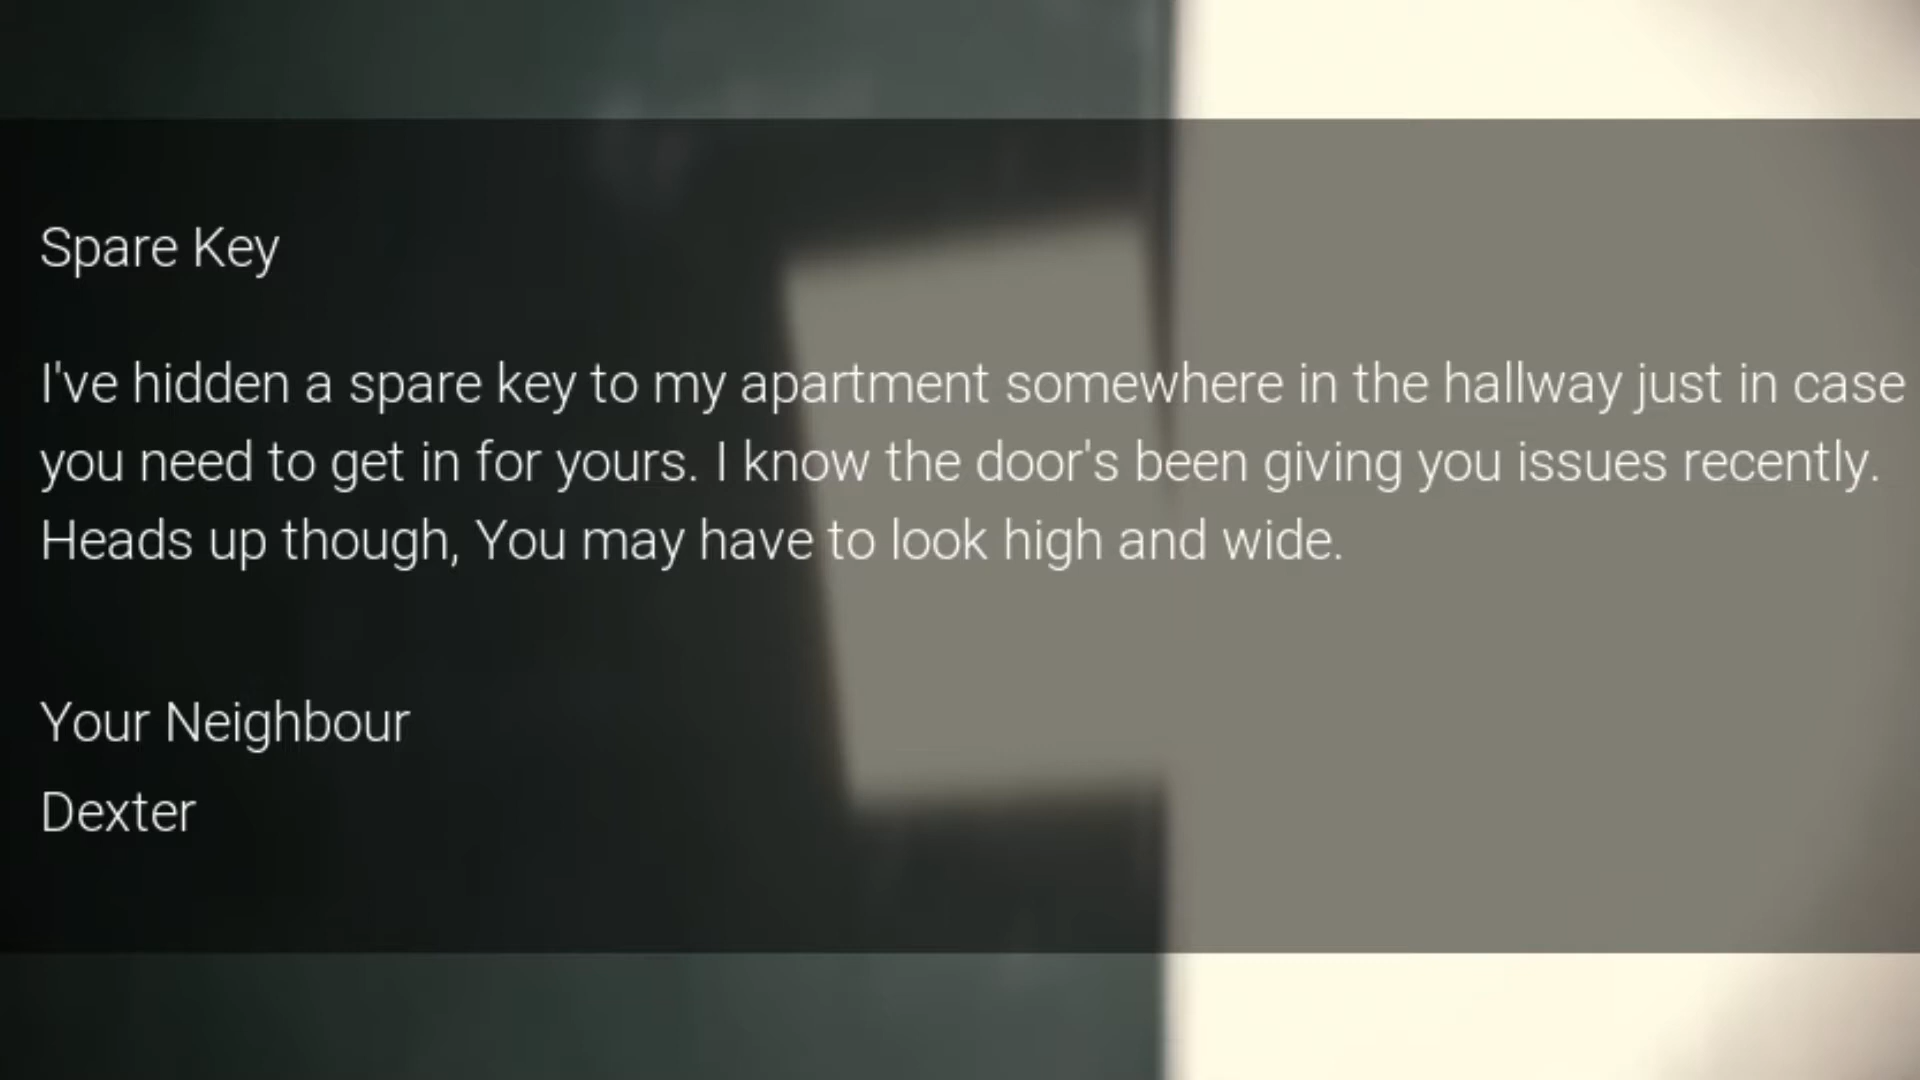 Spare Key
I've hidden a spare key to my apartment somewhere in the hallway just in case
you need to get in for yours. I know the door's been giving you issues recently.
Heads up though, You may have to look high and wide.
Your Neighbour
Dexter